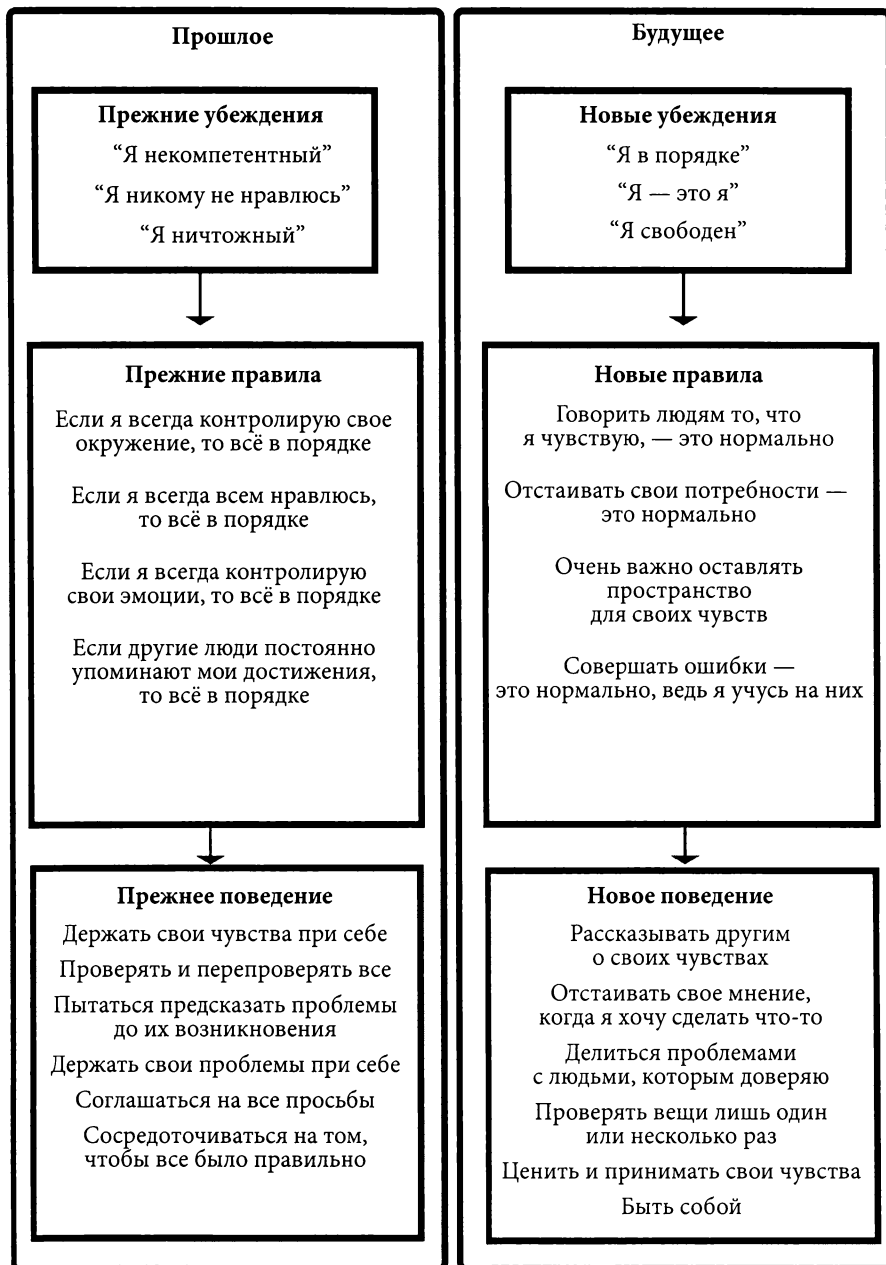 Прошлое
Прежние убеждения
“Я некомпетентный”
“Я никому не нравлюсь”
“Я ничтожный”
Прежние правила
Если я всегда контролирую свое
окружение, то всё в порядке
Если я всегда всем нравлюсь,
то всё в порядке
Если я всегда контролирую
свои эмоции, то всё в порядке
Если другие люди постоянно
упоминают мои достижения,
то всё в порядке
Прежнее поведение
Держать свои чувства при себе
Проверять и перепроверять все
Пытаться предсказать проблемы
до их возникновения
Держать свои проблемы при себе
Соглашаться на все просьбы
Сосредоточиваться на том,
чтобы все было правильно
Будущее
Новые убеждения
“Я в порядке”
“Я — это я”
“Я свободен”
Новые правила
Говорить людям то, что
я чувствую, — это нормально
Отстаивать свои потребности —
это нормально
Очень важно оставлять
пространство
для своих чувств
Совершать ошибки —
это нормально, ведь я учусь на них
Новое поведение
Рассказывать другим
о своих чувствах
Отстаивать свое мнение,
когда я хочу сделать что-то
Делиться проблемами
с людьми, которым доверяю
Проверять вещи лишь один
или несколько раз
Ценить и принимать свои чувства
Быть собой